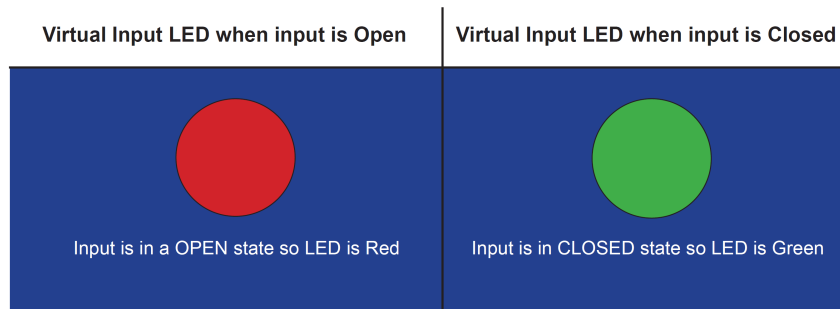 Virtual Input LED when input is Open
Virtual Input LED when input is Closed
Input is in a OPEN state so LED is Red
Input is in CLOSED state so LED is Green